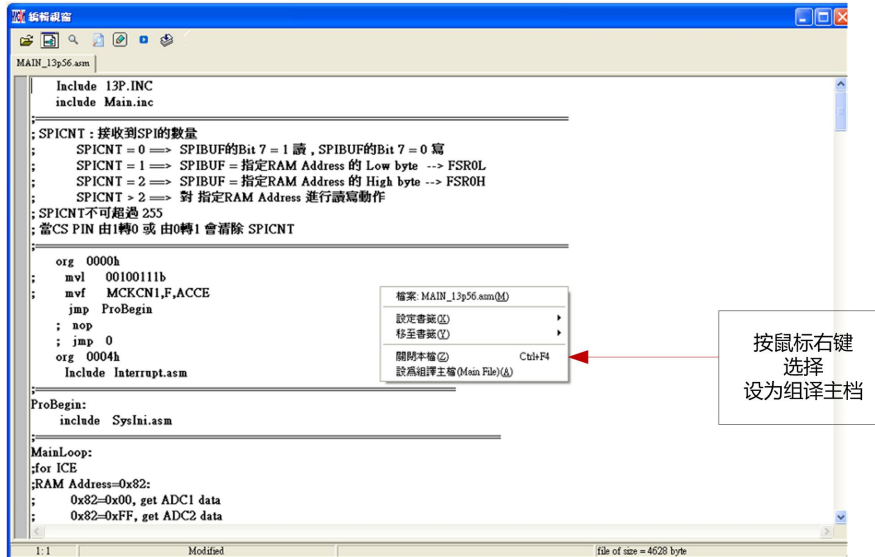 編輯視窗
MAIN_13p56.asm
Include 13P.INC
include Main.inc
;
; SPICNT : 接收到SPI的數量
; SPICNT = 0 ==> SPIBUF的Bit 7 = 1 讀 , SPIBUF的Bit 7 = 0 寫
; SPICNT = 1 ==> SPIBUF = 指定RAM Address 的 Low byte --> FSR0L
; SPICNT = 2 ==> SPIBUF = 指定RAM Address 的 High byte --> FSR0H
; SPICNT > 2 ==> 對 指定RAM Address 進行讀寫動作
; SPICNT不可超過 255
; 當CS PIN 由1轉0 或 由0轉1 會清除 SPICNT
;
org 0000h
; mvl 00100111b
; mvf MCKCN1,F,ACCE
jmp ProBegin
; nop
; jmp 0
org 0004h
Include Interrupt.asm
;
ProBegin:
include SysIni.asm
;
MainLoop:
;for ICE
;RAM Address=0x82:
; 0x82=0x00, get ADC1 data
; 0x82=0xFF, get ADC2 data
檔案: MAIN_13p56.asm(M)
設定書籤(X)
移至書籤(Y)
關閉本檔(Z) Ctrl+F4
設為組譯主檔(Main File)(A)
按鼠标右键
选择
设为组译主档
1: 1 Modified file of size = 4628 byte